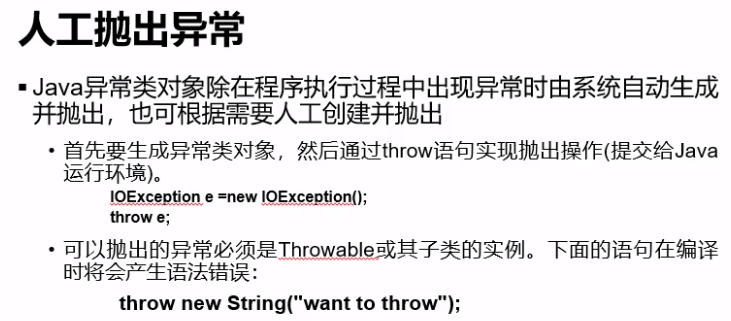 人工抛出异常
▪ Java异常类对象除在程序执行过程中出现异常时由系统自动生成
并抛出，也可根据需要人工创建并抛出
• 首先要生成异常类对象，然后通过throw语句实现抛出操作(提交给Java
运行环境)。
IOException e =new IOException();
throw e;
• 可以抛出的异常必须是Throwable或其子类的实例。下面的语句在编译
时将会产生语法错误：
throw new String("want to throw");